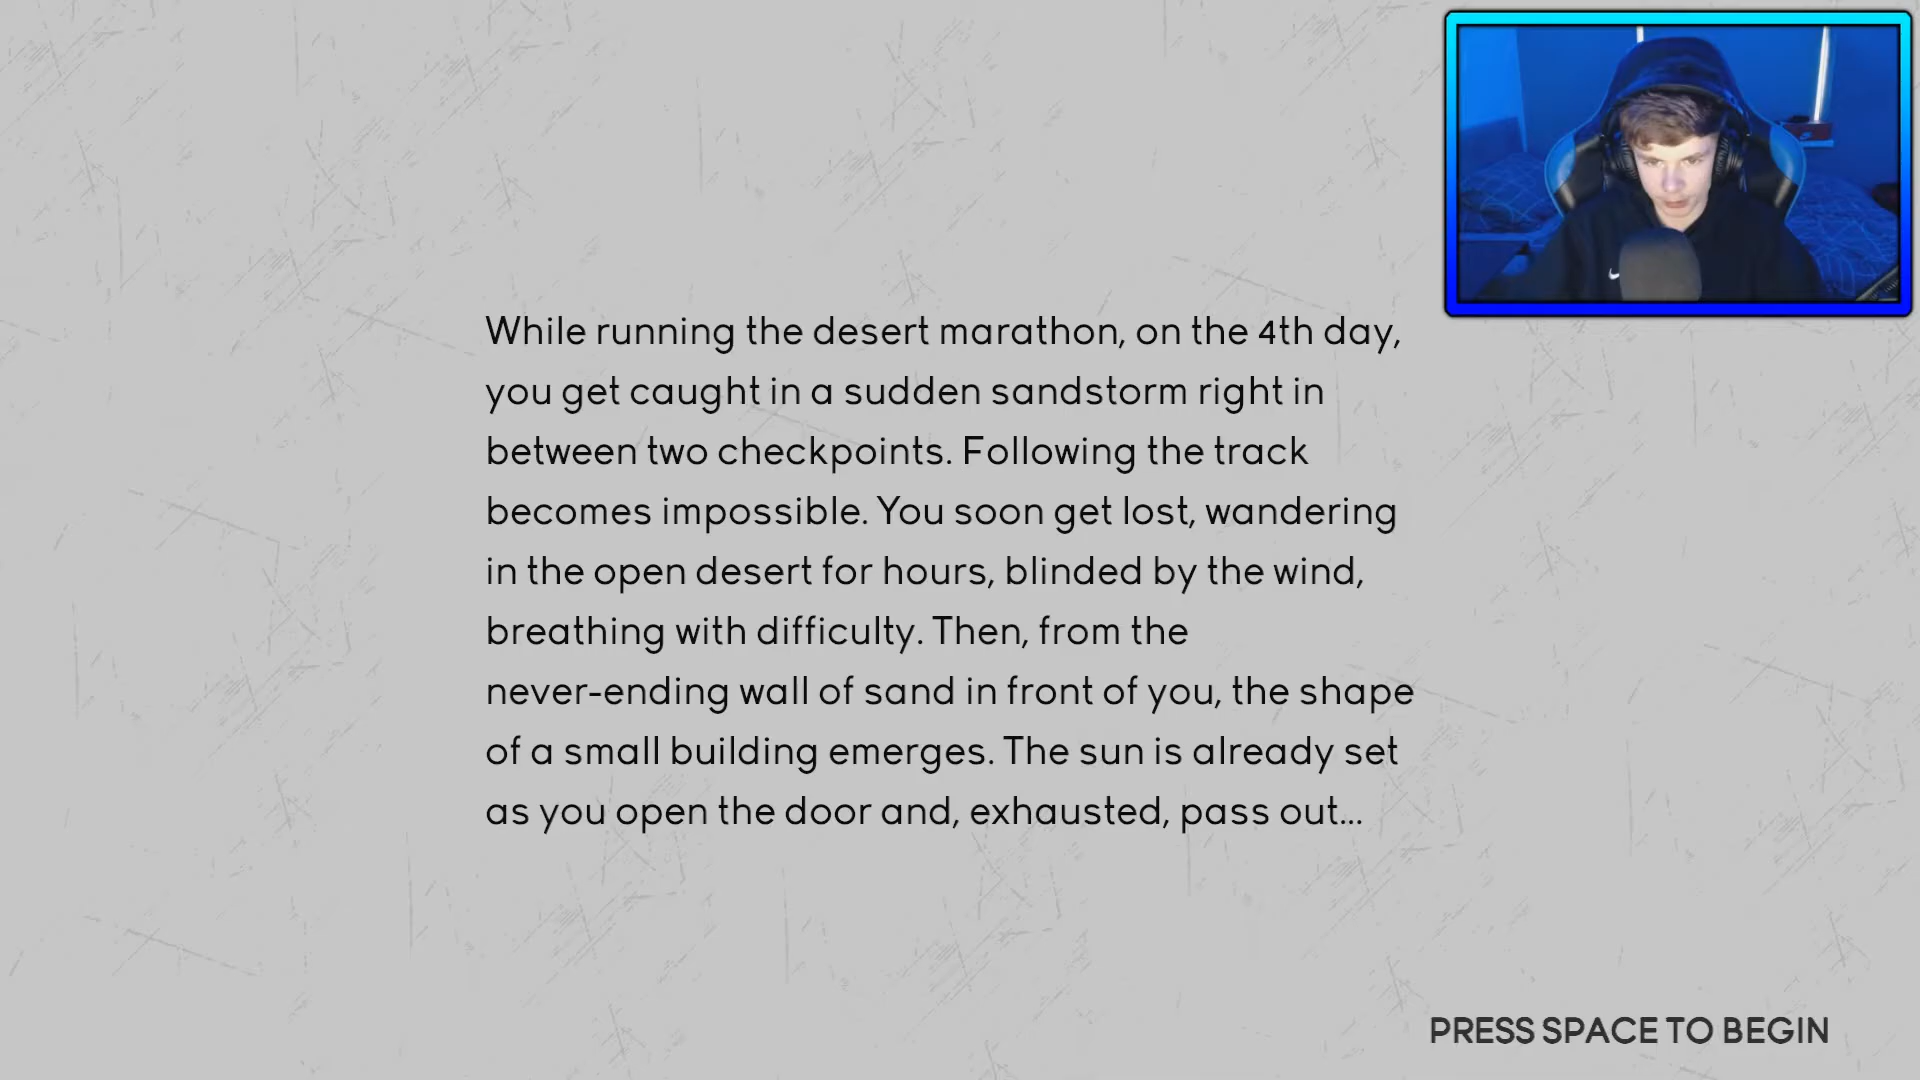 While running the desert marathon, on the 4th day,
you get caught in a sudden sandstorm right in
between two checkpoints. Following the track
becomes impossible. You soon get lost, wandering
in the open desert for hours, blinded by the wind,
breathing with difficulty. Then, from the
never-ending wall of sand in front of you, the shape
of a small building emerges. The sun is already set
as you open the door and, exhausted, pass out...
PRESS SPACE TO BEGIN